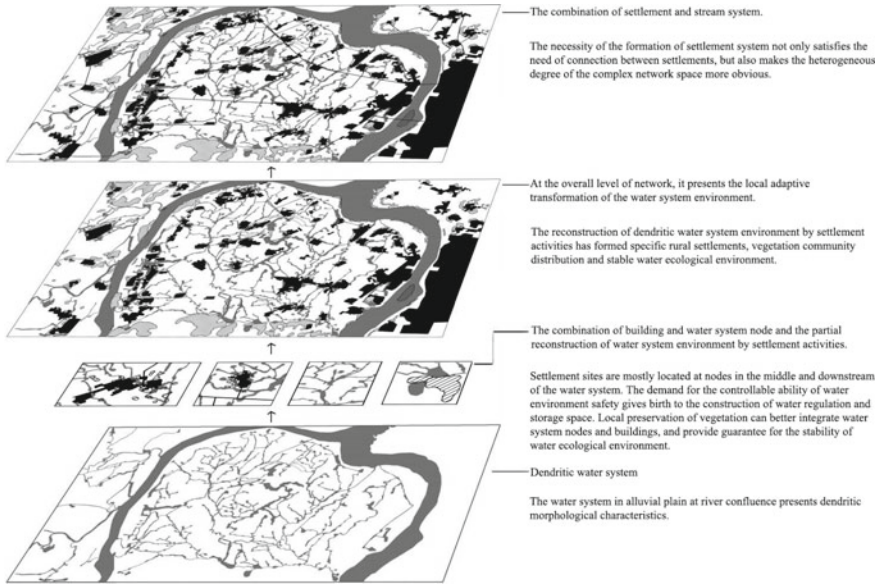 The combination of settlement and stream system.
The necessity of the formation of settlement system not only satisfies the
need of connection between settlements, but also makes the heterogeneous
degree of the complex network space more obvious.
At the overall level of network, it presents the local adaptive
transformation of the water system environment.
The reconstruction of dendritic water system environment by settlement
activities has formed specific rural settlements, vegetation community
distribution and stable water ecological environment.
The combination of building and water system node and the partial
reconstruction of water system environment by settlement activities.
Settlement sites are mostly located at nodes in the middle and downstream
of the water system. The demand for the controllable ability of water
environment safety gives birth to the construction of water regulation and
storage space. Local preservation of vegetation can better integrate water
system nodes and buildings, and provide guarantee for the stability of
water ecological environment.
Dendritic water system
The water system in alluvial plain at river confluence presents dendritic
morphological characteristics.